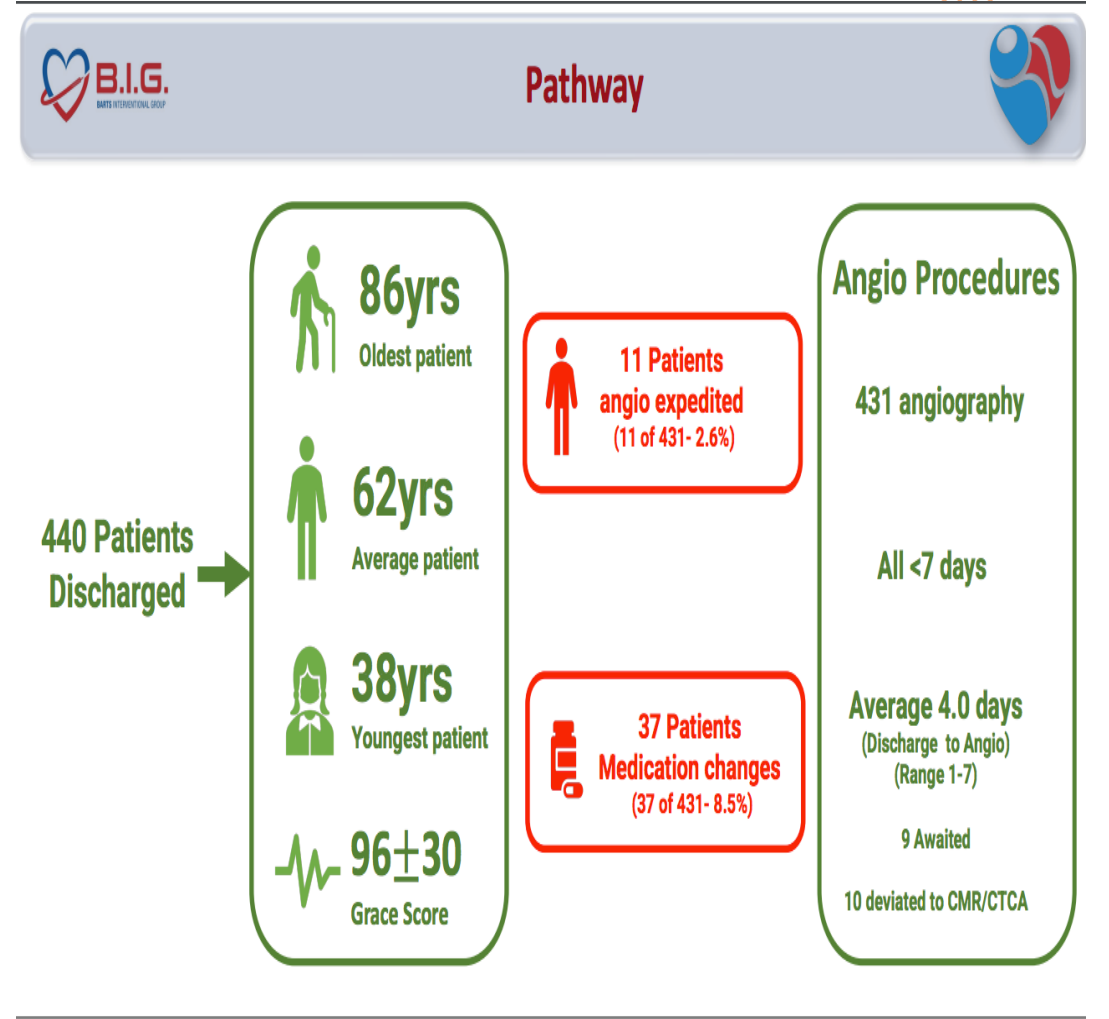 B.I.G.
BARTS INTERVENTIONAL GROUP
Pathway
440 Patients
Discharged
86yrs
Oldest patient
62yrs
Average patient
38yrs
Youngest patient
96±30
Grace Score
11 Patients
angio expedited
(11 of 431- 2.6%)
37 Patients
Medication changes
(37 of 431- 8.5%)
Angio Procedures
431 angiography
All <7 days
Average 4.0 days
(Discharge to Angio)
(Range 1-7)
9 Awaited
10 deviated to CMR/CTCA